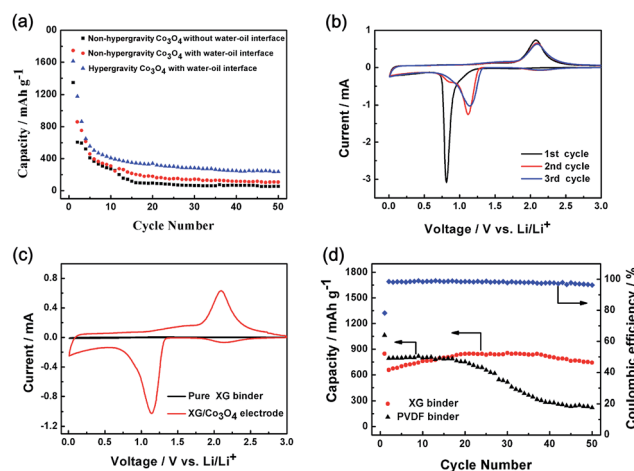 (a)
Non-hypergravity Co3O4 without water-oil interface
Non-hypergravity Co3O4 with water-oil interface
Hypergravity Co3O4 with water-oil interface
Capacity / mAh g-1
2000
1600
1200
800
400
0
0 10 20 30 40 50
Cycle Number
(b)
Current / mA
1
0
-1
-2
-3
1st cycle
2nd cycle
3rd cycle
0.0 0.5 1.0 1.5 2.0 2.5 3.0
Voltage / V vs. Li/Li+
(c)
Current / mA
0.8
0.4
0.0
-0.4
-0.8
-1.2
Pure XG binder
XG/Co3O4 electrode
0.0 0.5 1.0 1.5 2.0 2.5 3.0
Voltage / V vs. Li/Li+
(d)
Capacity / mAh g-1
1800
1500
1200
900
600
300
0
XG binder
PVDF binder
Coulombic efficiency / %
100
80
60
40
20
0
0 10 20 30 40 50
Cycle Number